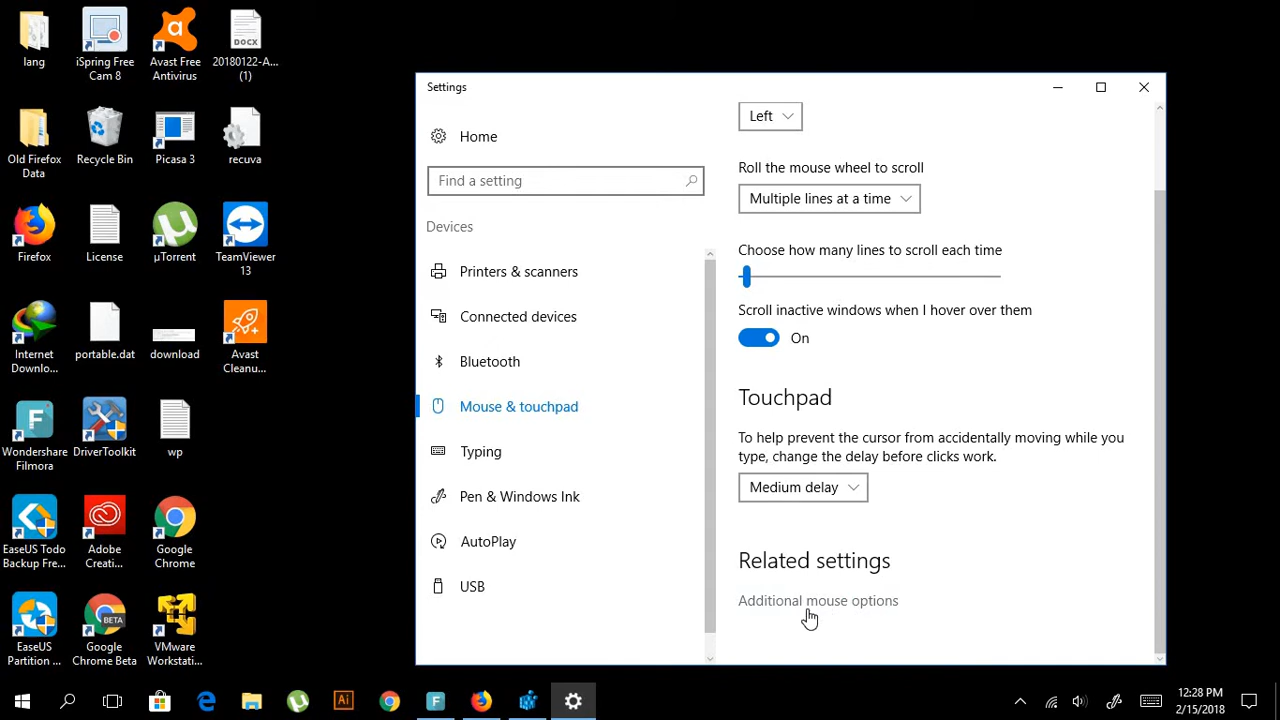 lang
iSpring Free
Cam 8
Avast Free
Antivirus
DOCX
20180122-A...
(1)
Old Firefox
Data
Recycle Bin
Picasa 3
recuva
Firefox
License
µTorrent
TeamViewer
13
Internet
Downlo...
portable.dat
download
Avast
Cleanu...
Wondershare
Filmora
DriverToolkit
wp
EaseUS Todo
Backup Fre...
Adobe
Creati...
Google
Chrome
EaseUS
Partition ...
BETA
Google
Chrome Beta
VMware
Workstati...
Settings
Home
Find a setting
Devices
Printers & scanners
Connected devices
Bluetooth
Mouse & touchpad
Typing
Pen & Windows Ink
AutoPlay
USB
Left
Roll the mouse wheel to scroll
Multiple lines at a time
Choose how many lines to scroll each time
Scroll inactive windows when I hover over them
On
Touchpad
To help prevent the cursor from accidentally moving while you
type, change the delay before clicks work.
Medium delay
Related settings
Additional mouse options
Ai
F
12:28 PM
2/15/2018